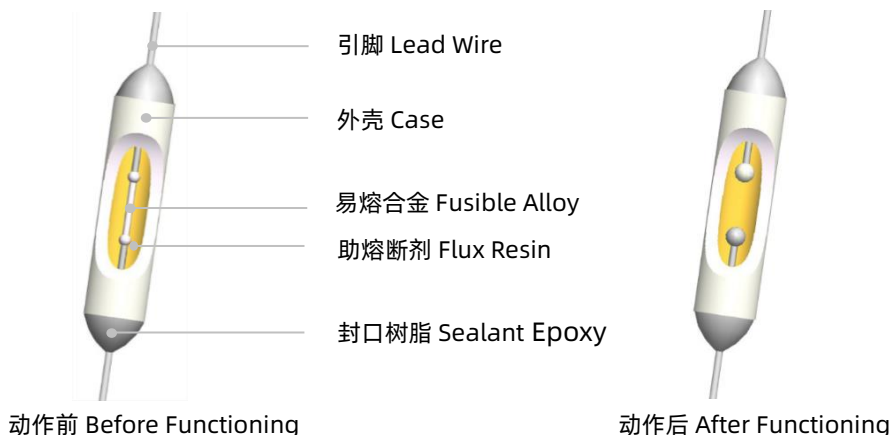 引脚 Lead Wire
外壳 Case
易熔合金 Fusible Alloy
助熔断剂 Flux Resin
封口树脂 Sealant Epoxy
动作前 Before Functioning
动作后 After Functioning